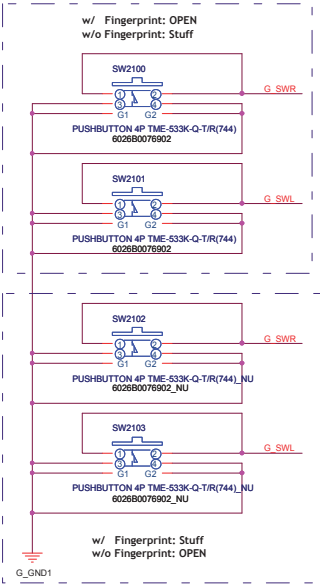 w/ Fingerprint: OPEN
w/o Fingerprint: Stuff
SW2100
G_SWR
1 2
3 4
G1 G2
PUSHBUTTON 4P TME-533K-Q-T/R(744)
6026B0076902
SW2101
G_SWL
1 2
3 4
G1 G2
PUSHBUTTON 4P TME-533K-Q-T/R(744)
6026B0076902
SW2102
G_SWR
1 2
3 4
G1 G2
PUSHBUTTON 4P TME-533K-Q-T/R(744)_NU
6026B0076902_NU
SW2103
G_SWL
1 2
3 4
G1 G2
PUSHBUTTON 4P TME-533K-Q-T/R(744)_NU
6026B0076902_NU
w/ Fingerprint: Stuff
w/o Fingerprint: OPEN
G_GND1